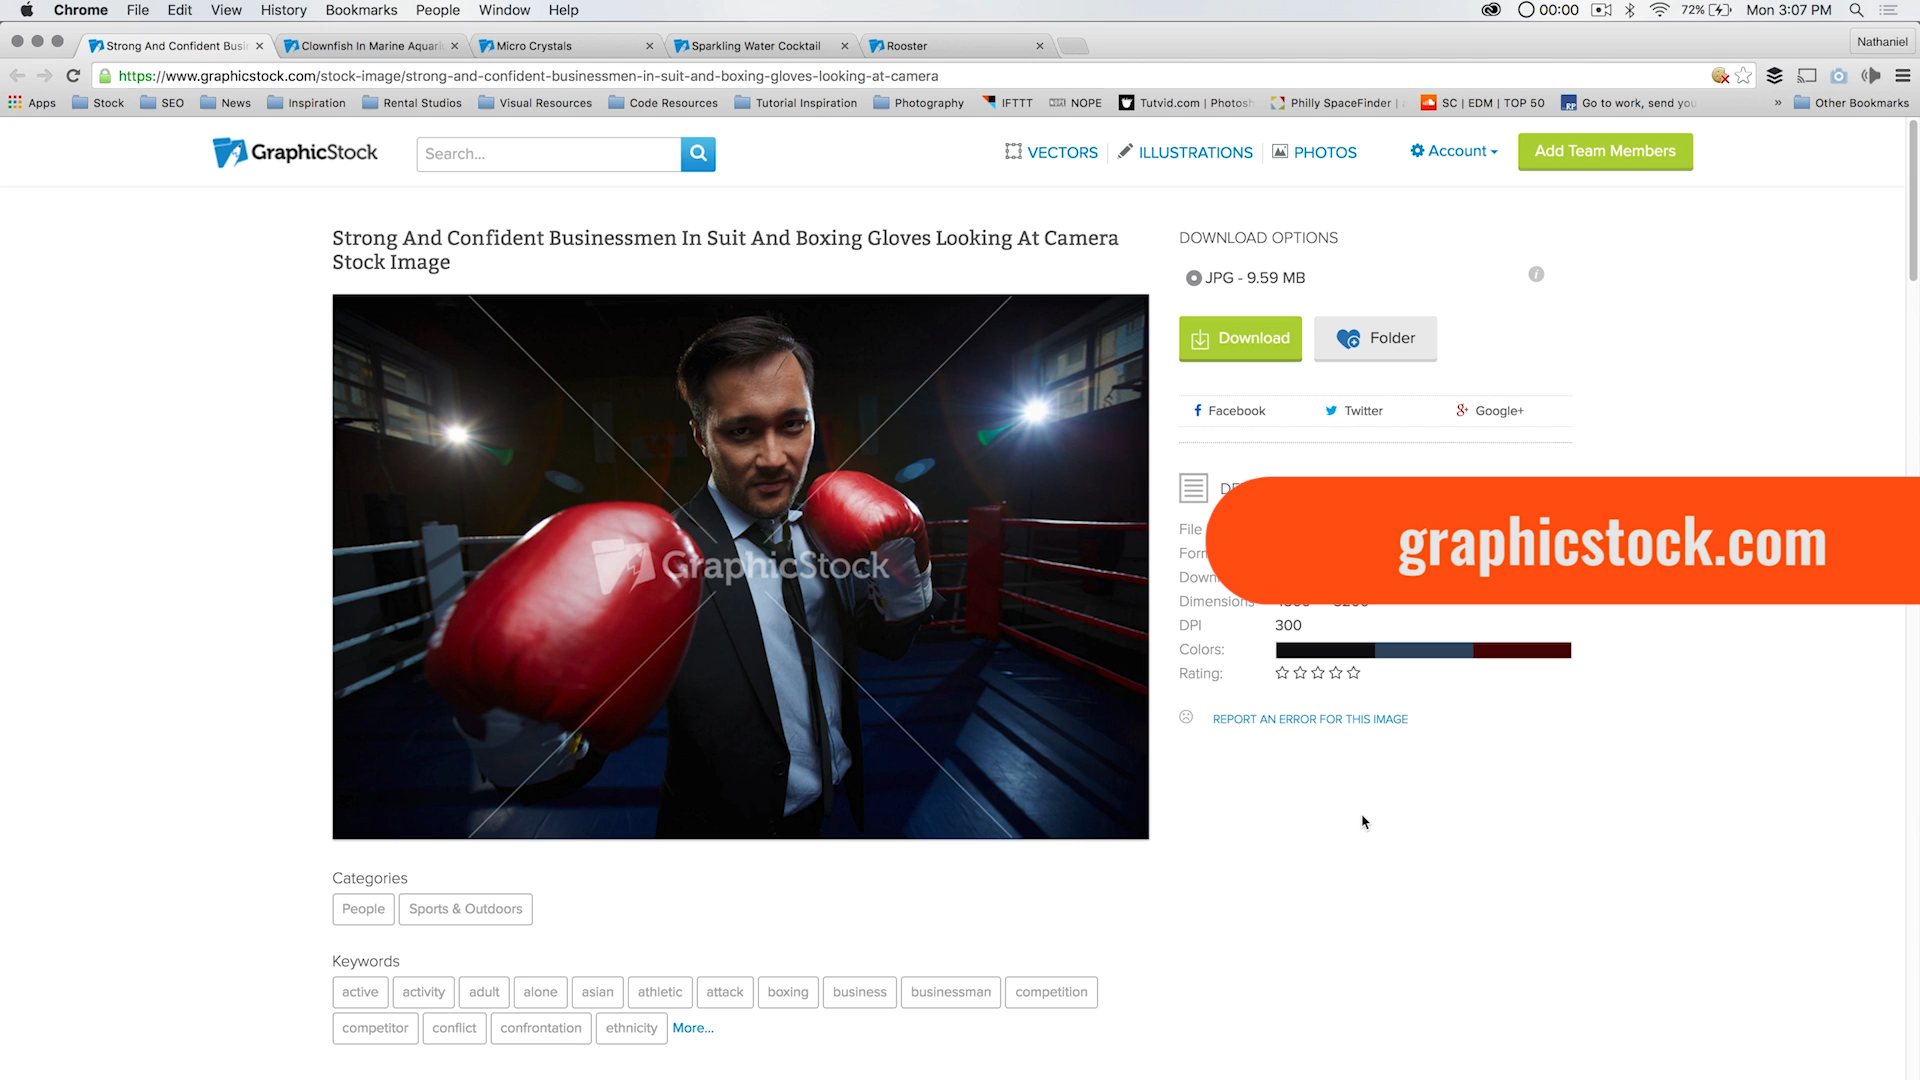 Chrome File Edit View History Bookmarks People Window Help 00:00 72% Mon 3:07 PM
Strong And Confident Busin Clownfish In Marine Aquari Micro Crystals Sparkling Water Cocktail Rooster Nathaniel
https://www.graphicstock.com/stock-image/strong-and-confident-businessmen-in-suit-and-boxing-gloves-looking-at-camera
Apps Stock SEO News Inspiration Rental Studios Visual Resources Code Resources Tutorial Inspiration Photography IFTTT NOPE Tutvid.com | Photosh Philly SpaceFinder | SC | EDM | TOP 50 Go to work, send you » Other Bookmarks
GraphicStock Search... VECTORS ILLUSTRATIONS PHOTOS Account Add Team Members
Strong And Confident Businessmen In Suit And Boxing Gloves Looking At Camera
Stock Image
GraphicStock
DOWNLOAD OPTIONS
JPG - 9.59 MB
Download Folder
Facebook Twitter Google+
graphicstock.com
File
Dimensions
DPI 300
Colors:
Rating:
REPORT AN ERROR FOR THIS IMAGE
Categories
People Sports & Outdoors
Keywords
active activity adult alone asian athletic attack boxing business businessman competition
competitor conflict confrontation ethnicity More...